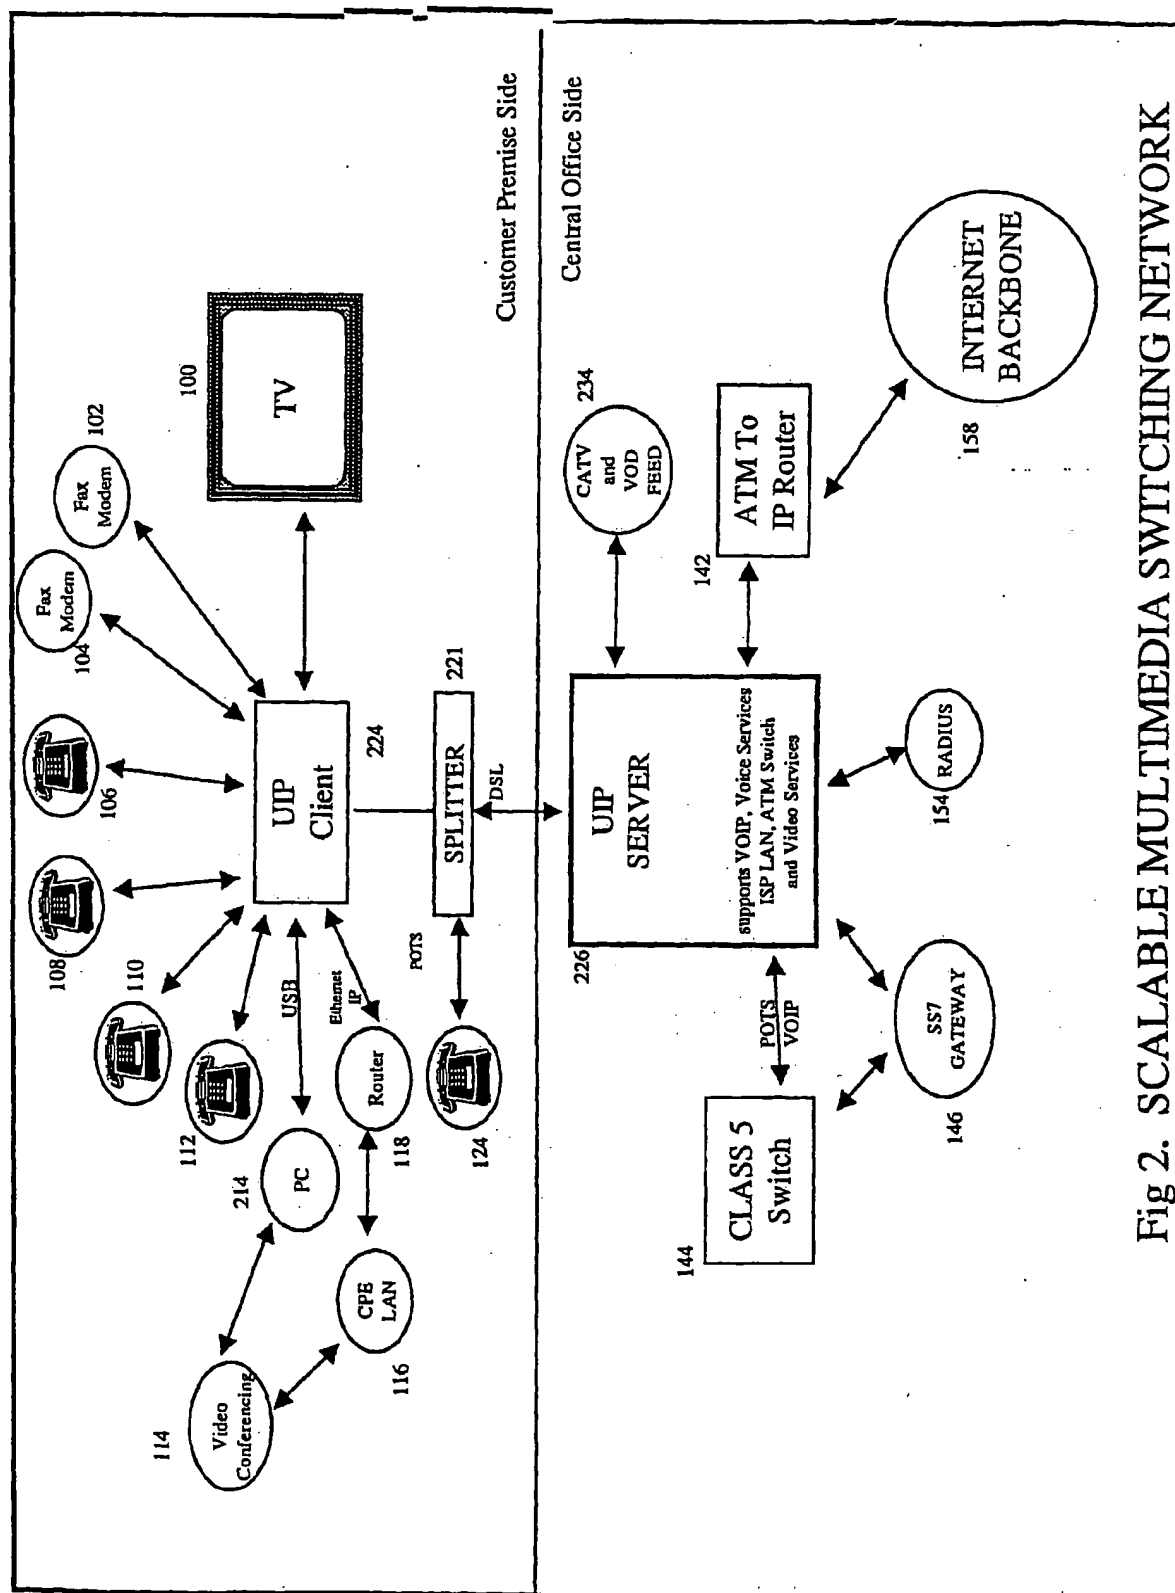 Customer Premise Side
Fax
Modem
102
Fax
Modem
104
100
TV
106
108
110
112
UIP
Client
224
USB
Ethernet
IP
214
PC
Router
118
Video
Conferencing
114
CPE
LAN
116
SPLITTER
221
POTS
124
DSL
Central Office Side
234
CATV
and
VOD
FEED
UIP
SERVER
supports VOIP, Voice Services
ISP LAN, ATM Switch
and Video Services
226
142
ATM To
IP Router
POTS
VOIP
144
CLASS 5
Switch
SS7
GATEWAY
146
154
RADIUS
INTERNET
BACKBONE
158
Fig 2. SCALABLE MULTIMEDIA SWITCHING NETWORK